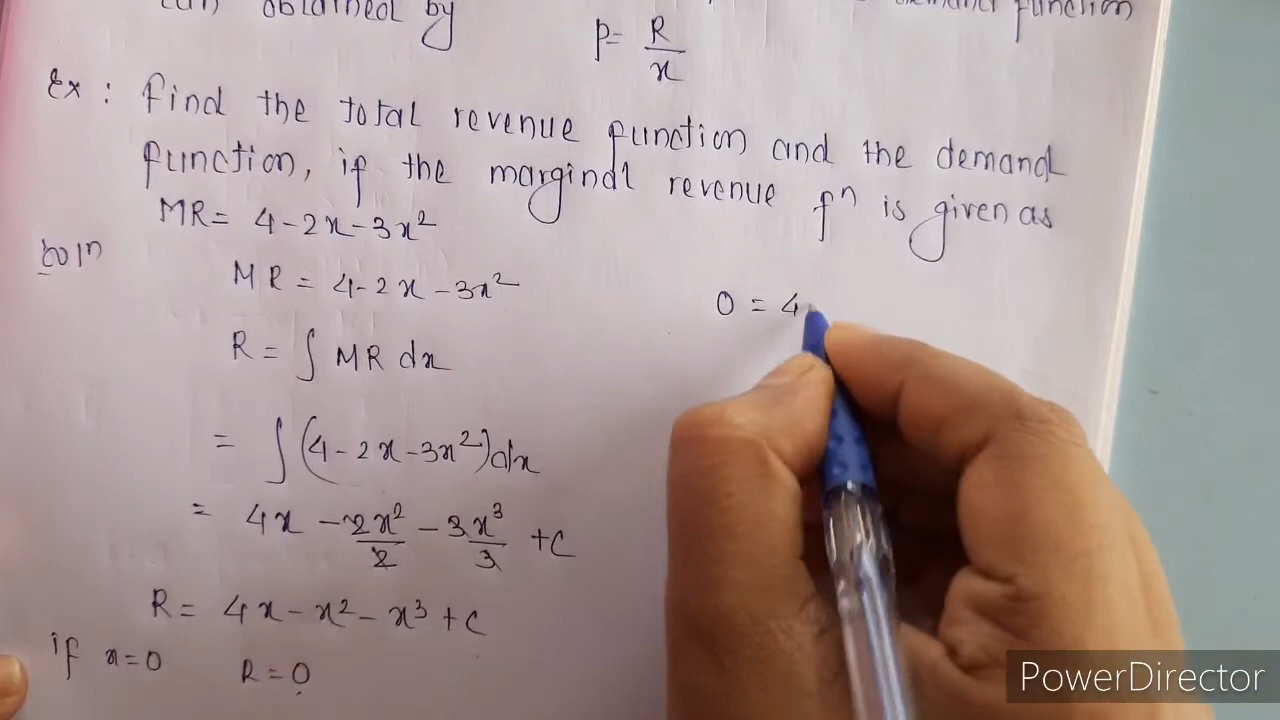 can obtained by demand function
p = R/x
Ex : find the total revenue function and the demand
function, if the marginal revenue fⁿ is given as
MR = 4-2x-3x²
Soln
MR = 4-2x-3x²
R = ∫ MR dx
= ∫(4-2x-3x²)dx
= 4x - 2x²/2 - 3x³/3 + C
R = 4x - x² - x³ + C
if x=0 R=0
0 = 4
PowerDirector